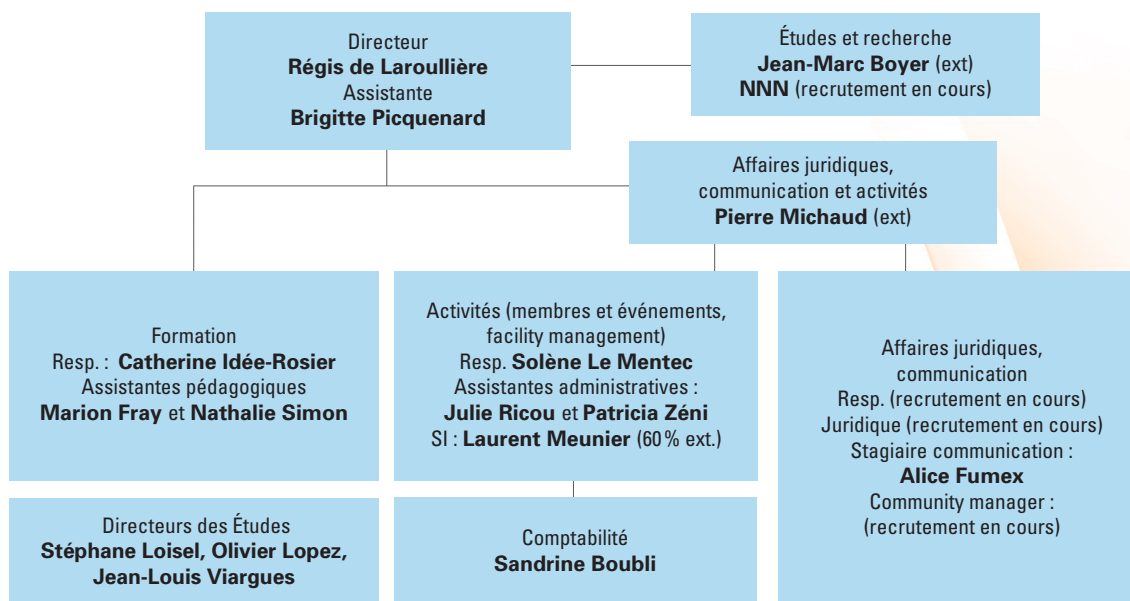 Directeur
Régis de Laroullière
Assistante
Brigitte Picquenard
Études et recherche
Jean-Marc Boyer (ext)
NNN (recrutement en cours)
Affaires juridiques,
communication et activités
Pierre Michaud (ext)
Formation
Resp. : Catherine Idée-Rosier
Assistantes pédagogiques
Marion Fray et Nathalie Simon
Activités (membres et événements,
facility management)
Resp. Solène Le Mentec
Assistantes administratives :
Julie Ricou et Patricia Zéni
SI : Laurent Meunier (60 % ext.)
Affaires juridiques,
communication
Resp. (recrutement en cours)
Juridique (recrutement en cours)
Stagiaire communication :
Alice Fumex
Community manager :
(recrutement en cours)
Directeurs des Études
Stéphane Loisel, Olivier Lopez,
Jean-Louis Viargues
Comptabilité
Sandrine Boubli